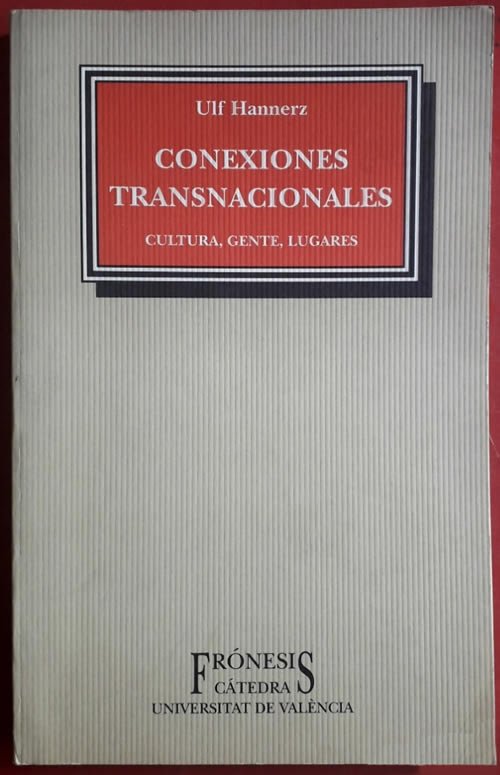 Ulf Hannerz
CONEXIONES
TRANSNACIONALES
CULTURA, GENTE, LUGARES
FRÓNESIS
CÁTEDRA
UNIVERSITAT DE VALÈNCIA